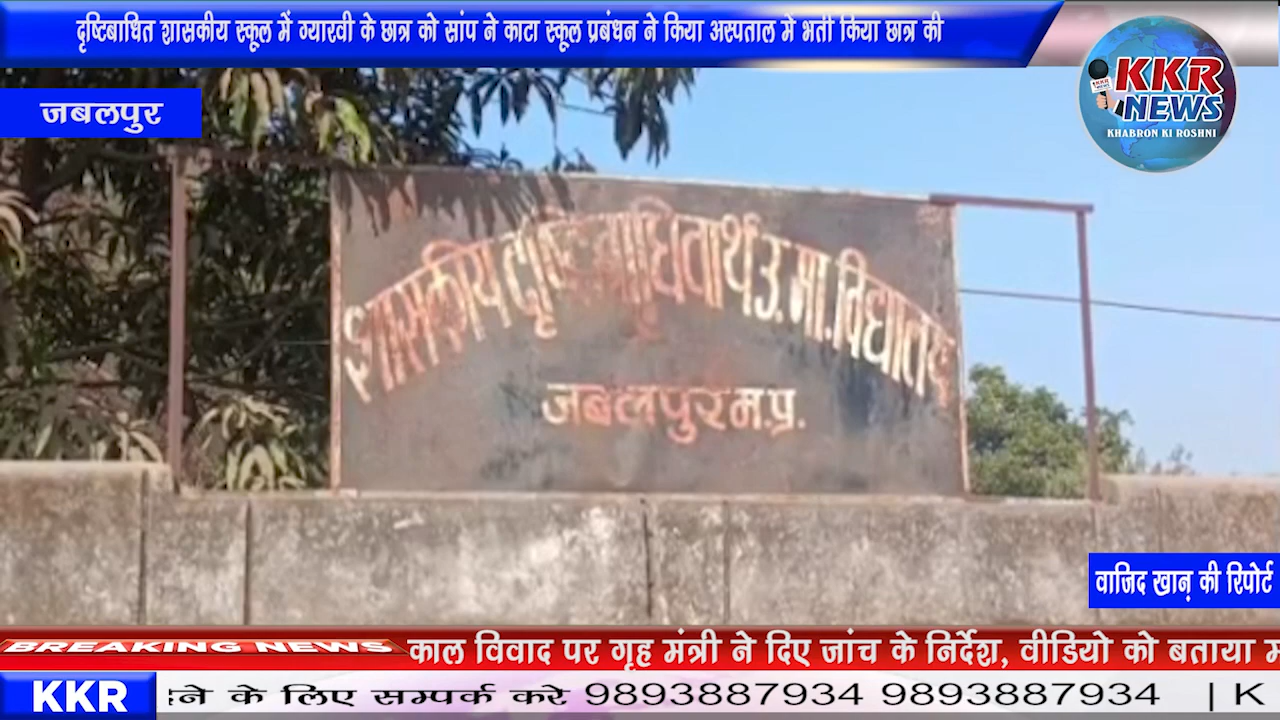 दृष्टिबाधित शासकीय स्कूल में ग्यारवी के छात्र को सांप ने काटा स्कूल प्रबंधन ने किया अस्पताल मे भर्ती किया छात्र की
जबलपुर
KKR
NEWS
KHABRON KI ROSHNI
शासकीय दृष्टि बाधितार्थ उ. मा. विद्यालय
जबलपुर म.प्र.
वाजिद खाऩ की रिपोर्ट
BREAKING NEWS काल विवाद पर गृह मंत्री ने दिए जांच के निर्देश, वीडियो को बताया
KKR के लिए सम्पर्क करे 9893887934 9893887934 | K